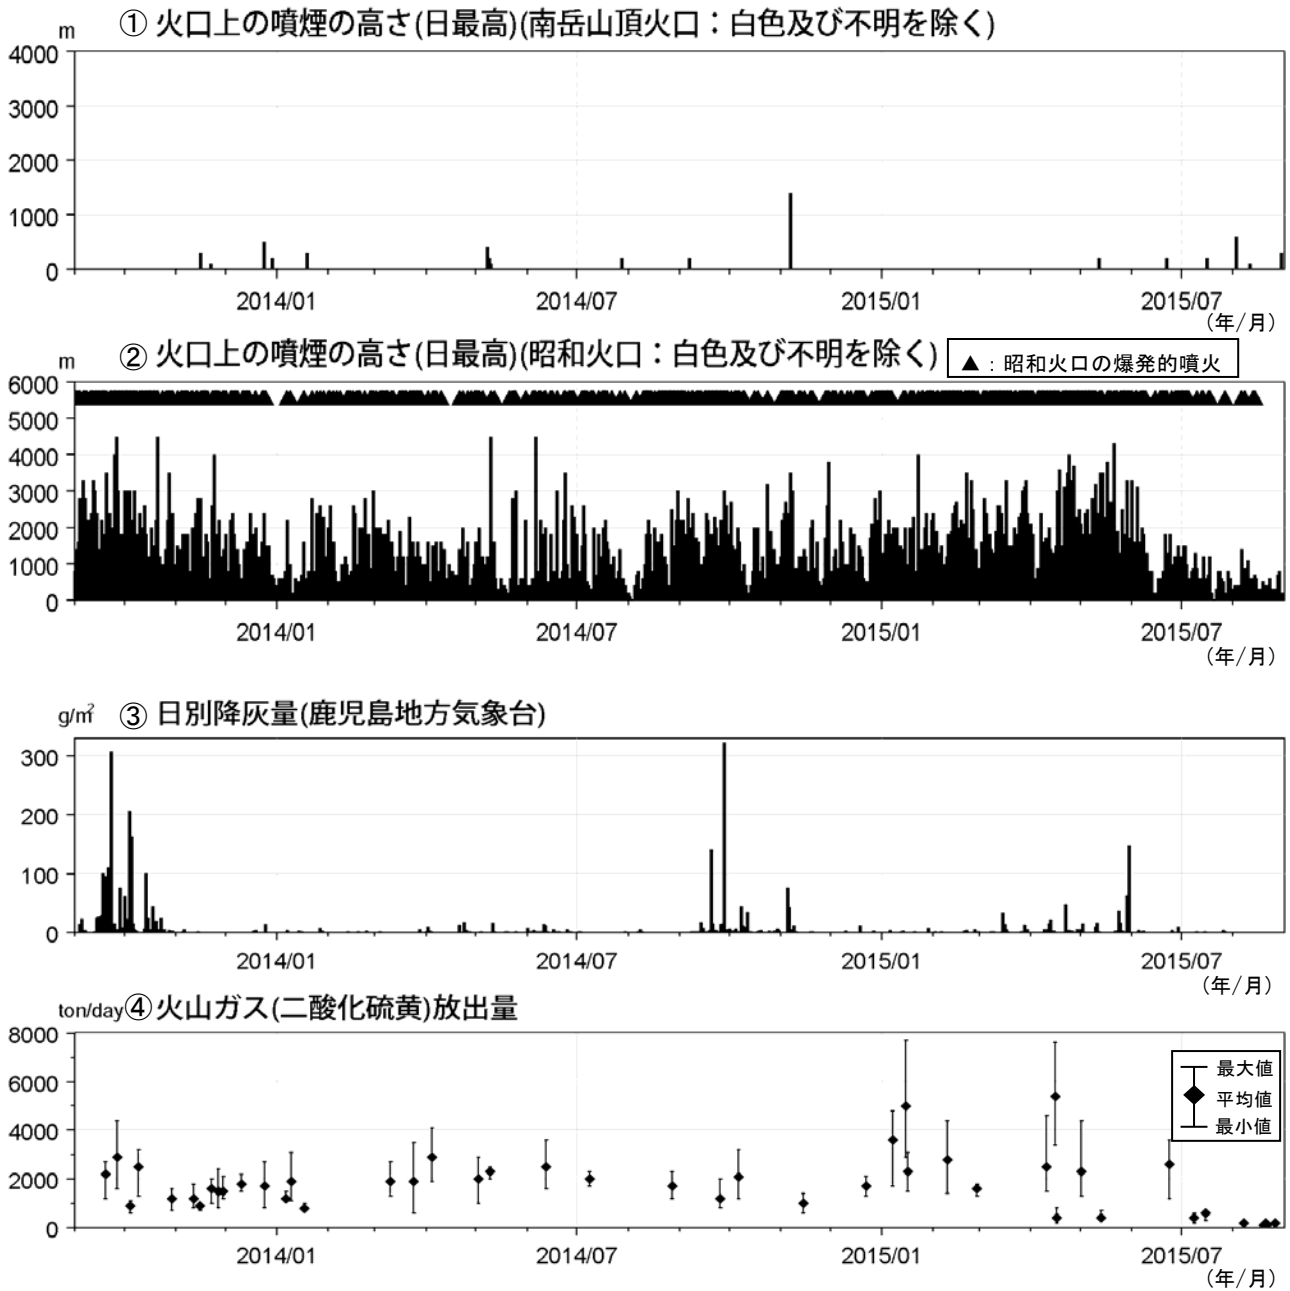 m ① 火口上の噴煙の高さ(日最高)(南岳山頂火口：白色及び不明を除く)
4000
3000
2000
1000
0
2014/01 2014/07 2015/01 2015/07
(年/月)
m ② 火口上の噴煙の高さ(日最高)(昭和火口：白色及び不明を除く)
▲：昭和火口の爆発的噴火
6000
5000
4000
3000
2000
1000
0
2014/01 2014/07 2015/01 2015/07
(年/月)
g/㎡ ③ 日別降灰量(鹿児島地方気象台)
300
200
100
0
2014/01 2014/07 2015/01 2015/07
(年/月)
ton/day ④ 火山ガス(二酸化硫黄)放出量
8000
6000
4000
2000
0
最大値
平均値
最小値
2014/01 2014/07 2015/01 2015/07
(年/月)